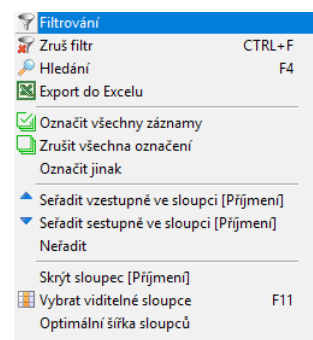 Filtrování
Zruš filtr CTRL+F
Hledání F4
Export do Excelu
Označit všechny záznamy
Zrušit všechna označení
Označit jinak
Seřadit vzestupně ve sloupci [Příjmení]
Seřadit sestupně ve sloupci [Příjmení]
Neřadit
Skrýt sloupec [Příjmení]
Vybrat viditelné sloupce F11
Optimální šířka sloupců